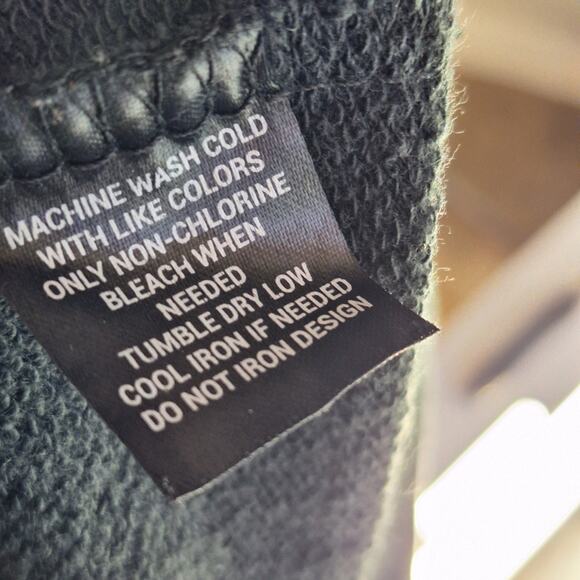 MACHINE WASH COLD
WITH LIKE COLORS
ONLY NON-CHLORINE
BLEACH WHEN
NEEDED
TUMBLE DRY LOW
COOL IRON IF NEEDED
DO NOT IRON DESIGN